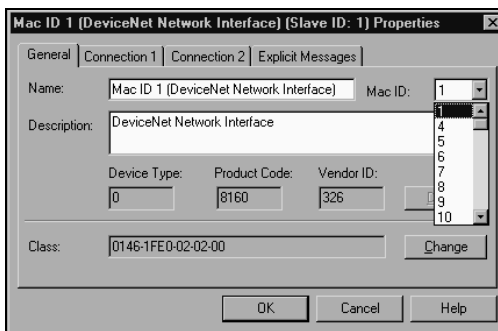 Mac ID 1 (DeviceNet Network Interface) (Slave ID: 1) Properties
General Connection 1 Connection 2 Explicit Messages
Name: Mac ID 1 (DeviceNet Network Interface) Mac ID: 1
1
4
5
6
7
8
9
10
Description: DeviceNet Network Interface
Device Type: Product Code: Vendor ID:
0 8160 326
Class: 0146-1FE0-02-02-00 Change
OK Cancel Help